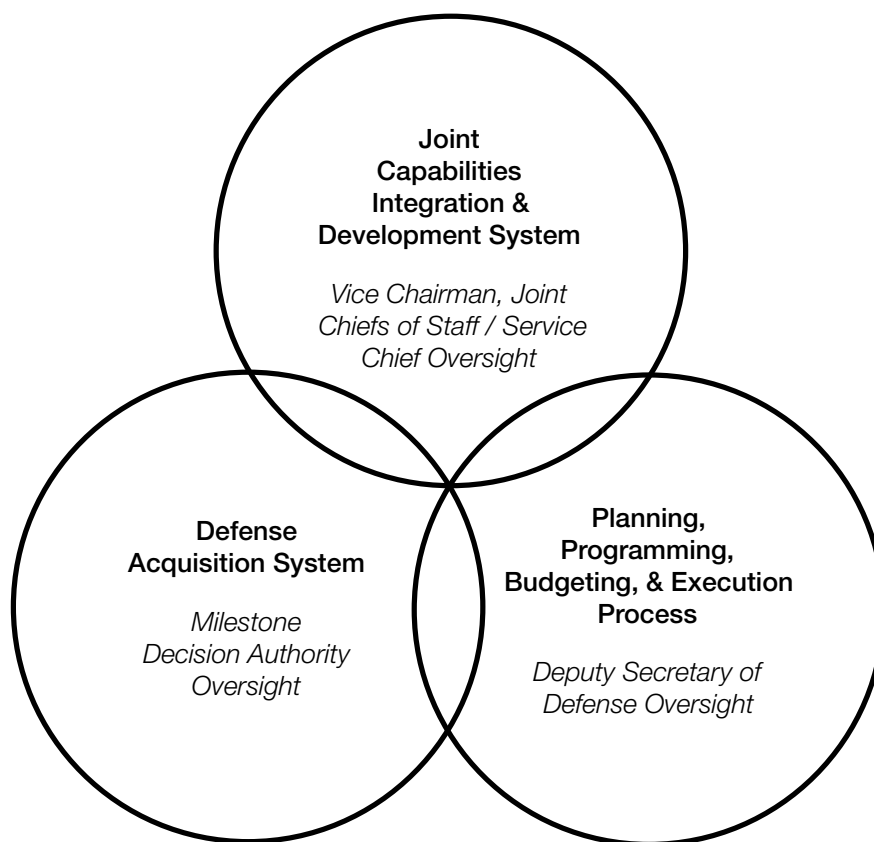 Joint
Capabilities
Integration &
Development System
Vice Chairman, Joint
Chiefs of Staff / Service
Chief Oversight
Defense
Acquisition System
Milestone
Decision Authority
Oversight
Planning,
Programming,
Budgeting, & Execution
Process
Deputy Secretary of
Defense Oversight